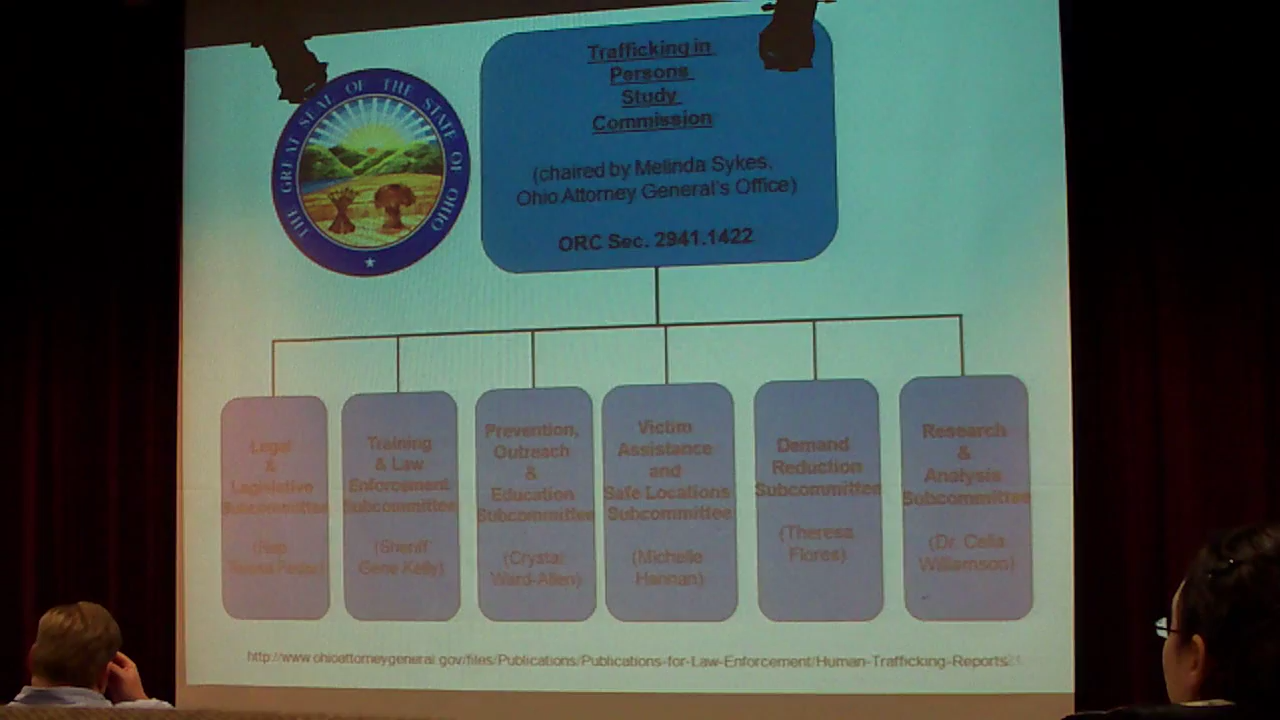 THE GREAT SEAL OF THE STATE OF OHIO
Trafficking in
Persons
Study
Commission
(chaired by Melinda Sykes,
Ohio Attorney General's Office)
ORC Sec. 2941.1422
Legal
&
Legislative
Subcommittee
(Rep.
Training
& Law
Enforcement
Subcommittee
(Sheriff
Gene Kelly)
Prevention,
Outreach
&
Education
Subcommittee
(Crystal
Ward-Allen)
Victim
Assistance
and
Safe Locations
Subcommittee
(Michelle
Hannan)
Demand
Reduction
Subcommittee
(Theresa
Flores)
Research
&
Analysis
Subcommittee
(Dr. Celia
Williamson)
http://www.ohioattorneygeneral.gov/files/Publications/Publications-for-Law-Enforcement/Human-Trafficking-Reports